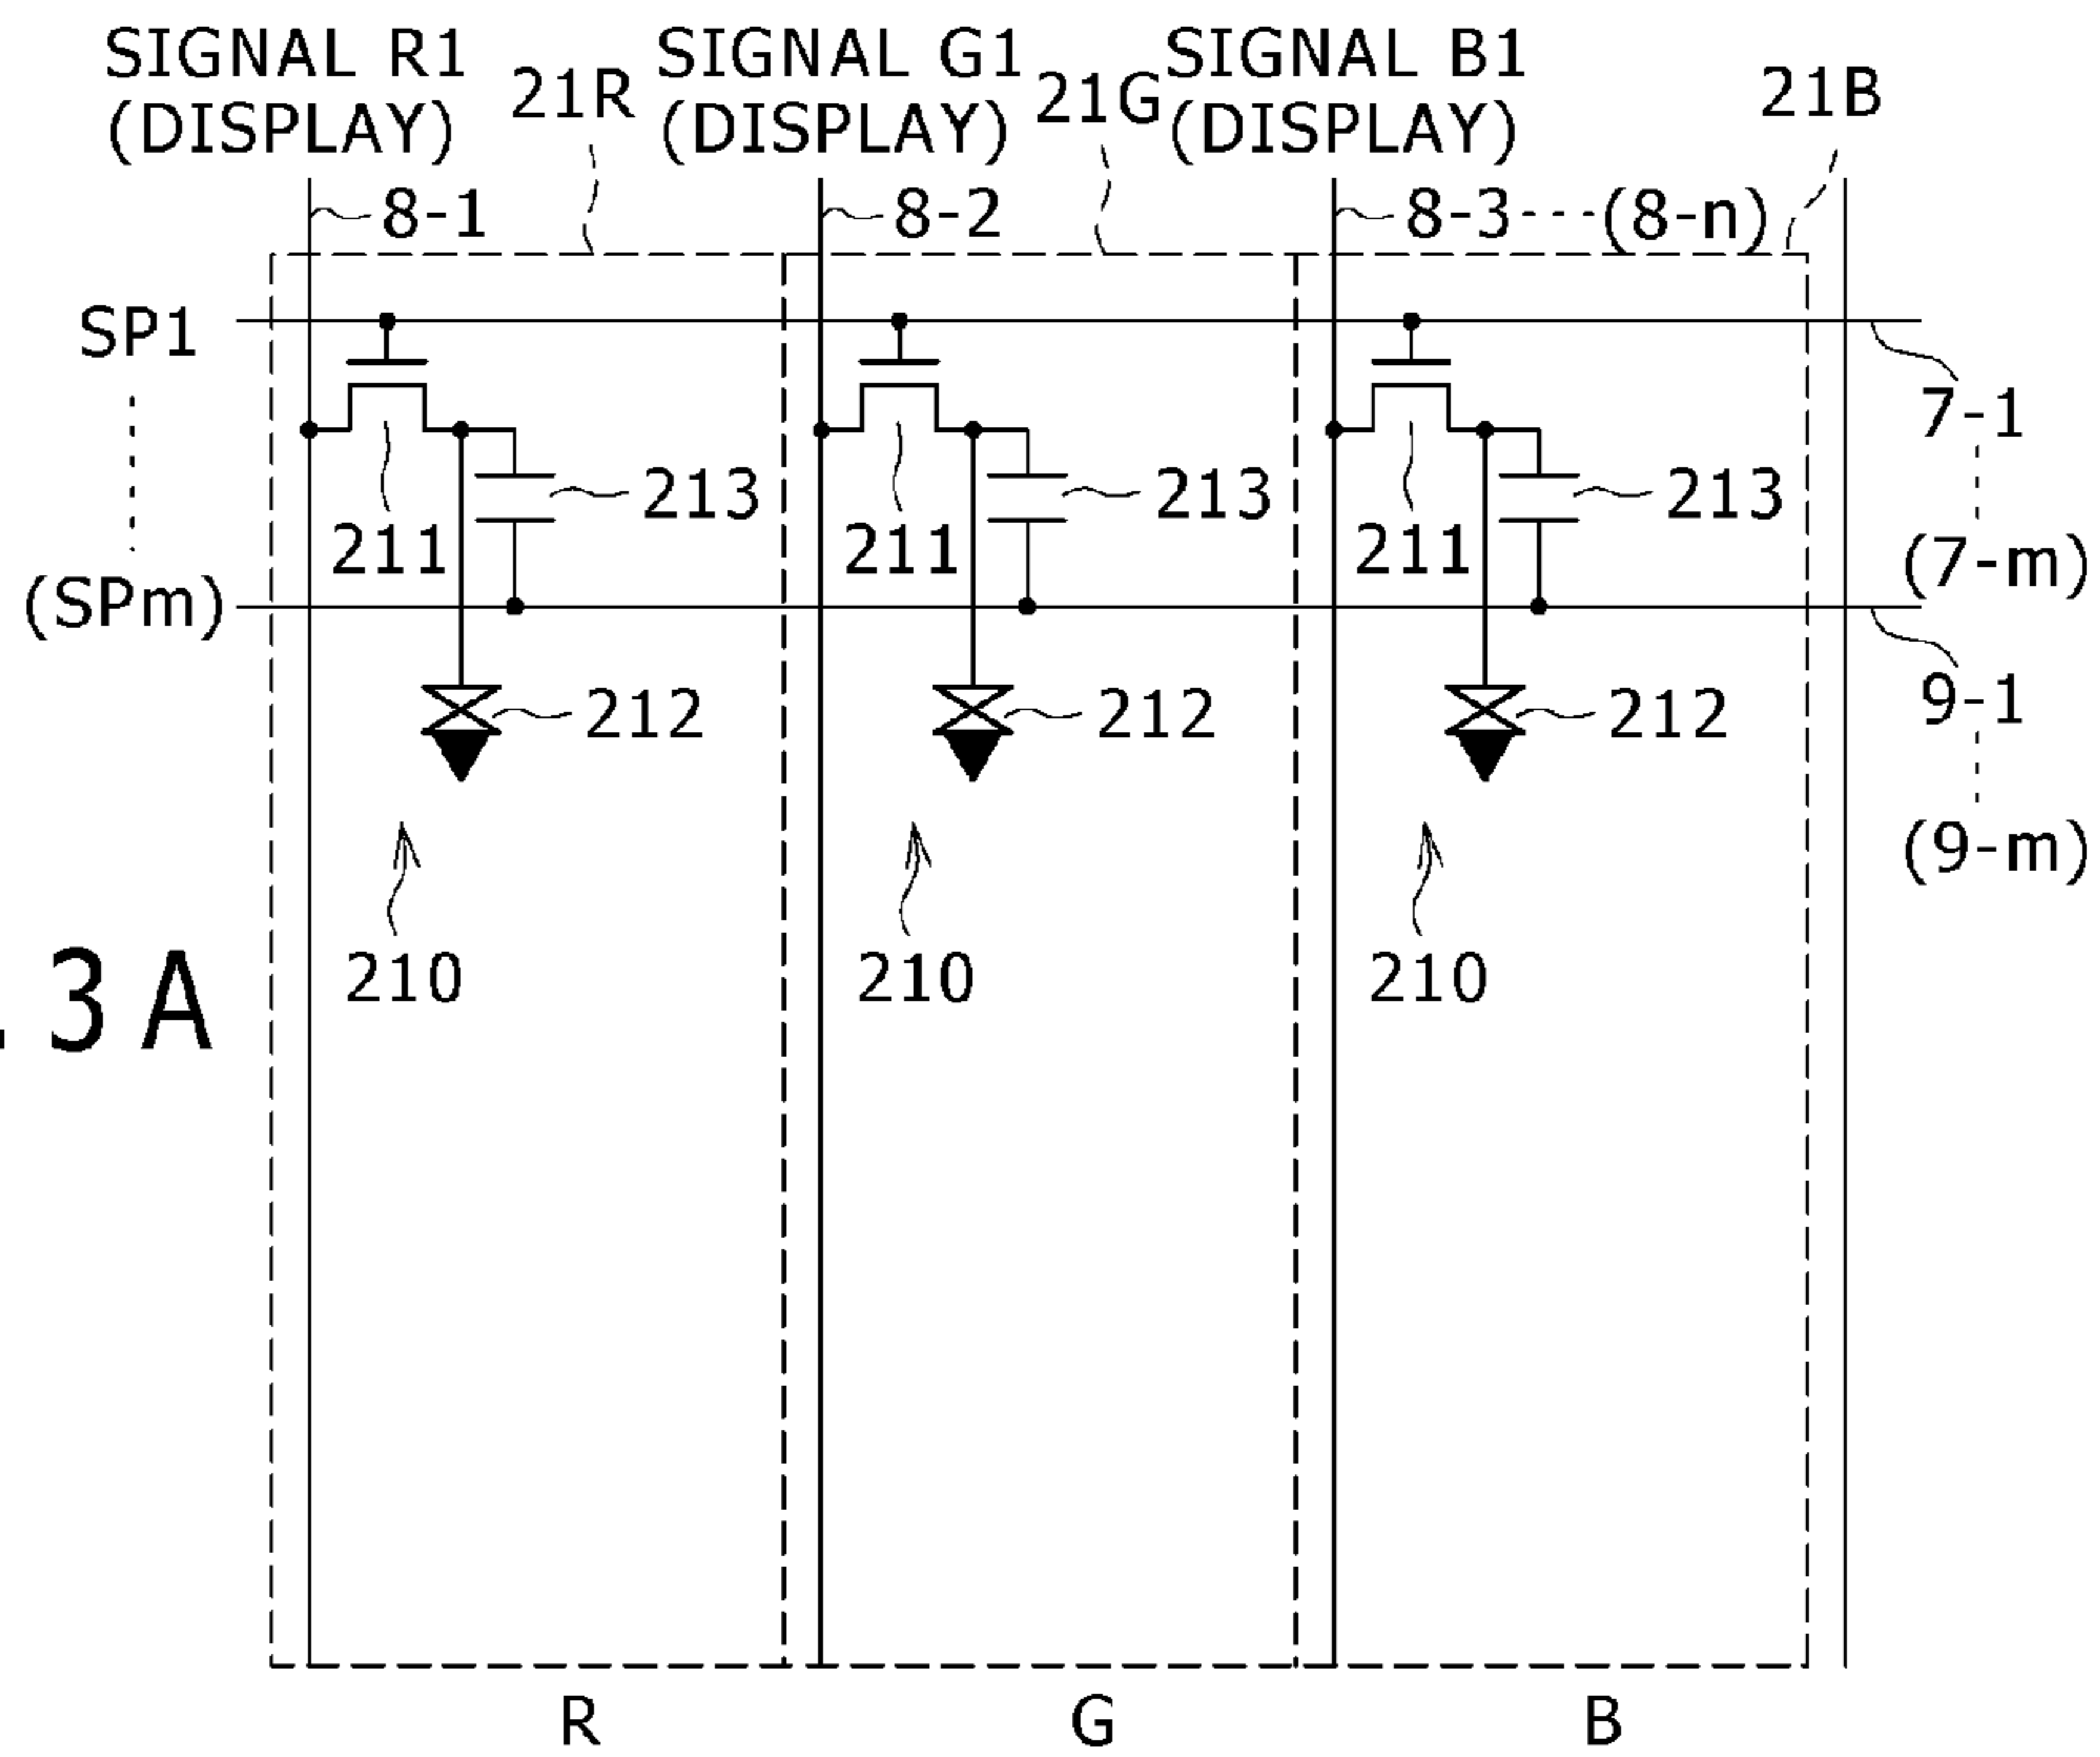 SIGNAL R1
(DISPLAY)
21R
SIGNAL G1
(DISPLAY)
21G
SIGNAL B1
(DISPLAY)
21B
8-1
8-2
8-3---(8-n)
SP1
(SPm)
7-1
(7-m)
213
213
213
211
211
211
9-1
(9-m)
212
212
212
210
210
210
. 3A
R
G
B